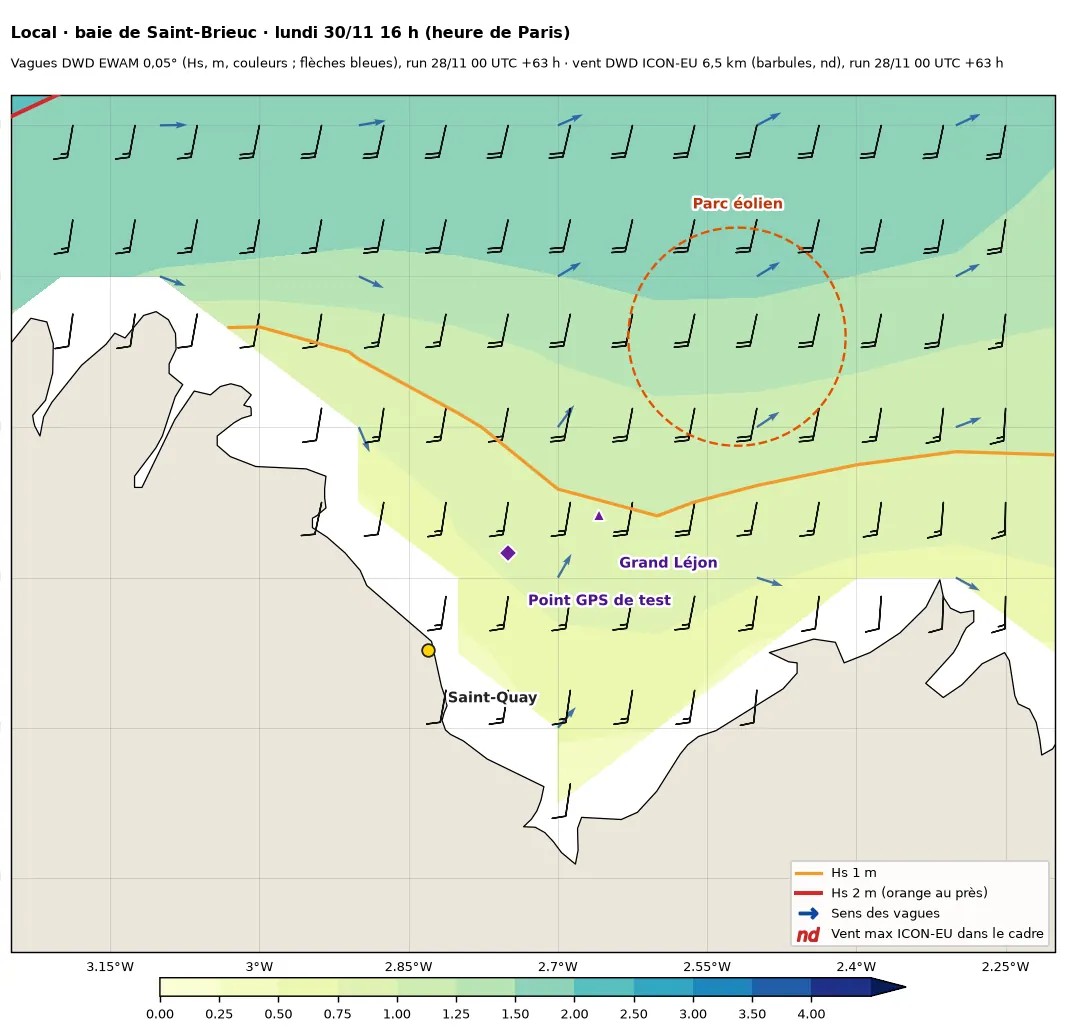 Local · baie de Saint-Brieuc · lundi 30/11 16 h (heure de Paris)
Vagues DWD EWAM 0,05° (Hs, m, couleurs ; flèches bleues), run 28/11 00 UTC +63 h · vent DWD ICON-EU 6,5 km (barbules, nd), run 28/11 00 UTC +63 h
Parc éolien
Grand Léjon
Point GPS de test
Saint-Quay
Hs 1 m
Hs 2 m (orange au près)
Sens des vagues
nd Vent max ICON-EU dans le cadre
3.15°W 3°W 2.85°W 2.7°W 2.55°W 2.4°W 2.25°W
0.00 0.25 0.50 0.75 1.00 1.25 1.50 2.00 2.50 3.00 3.50 4.00